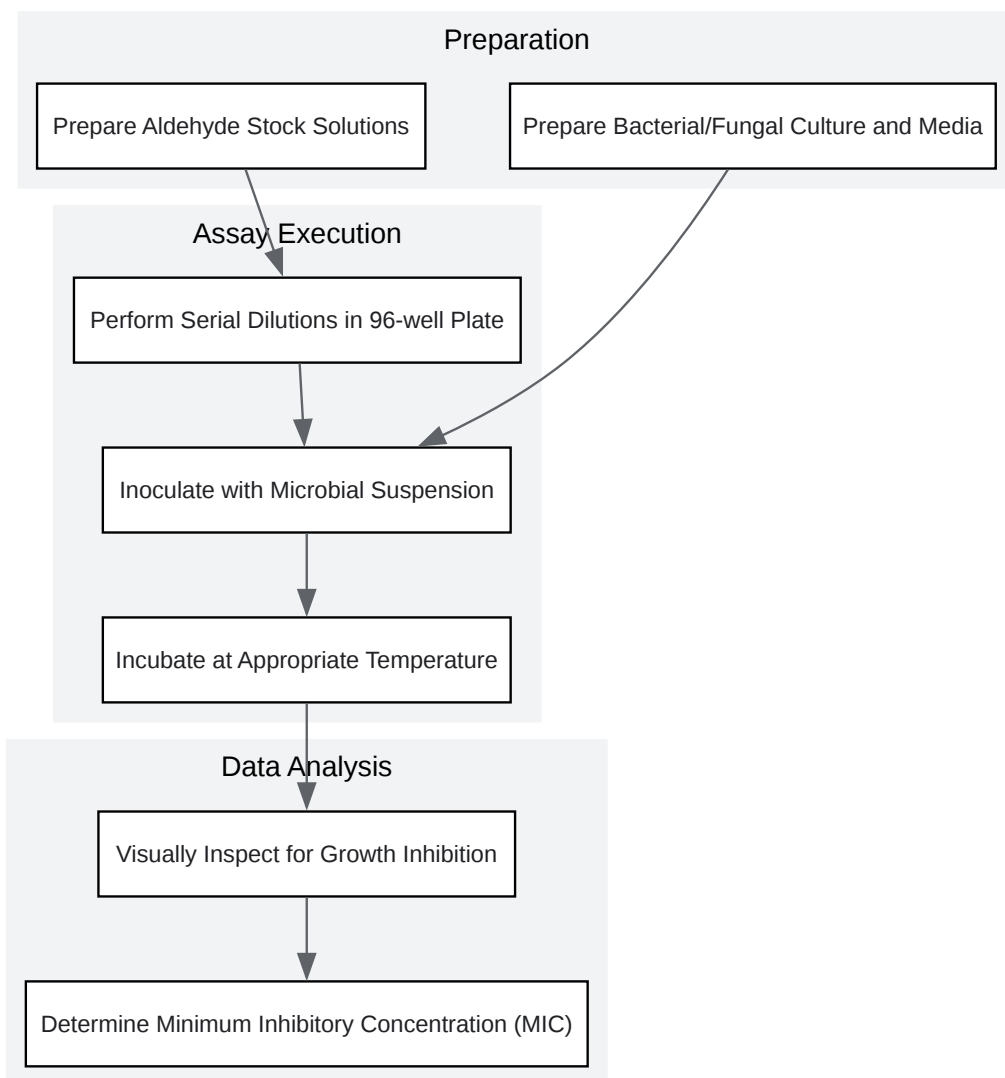 Preparation
Prepare Aldehyde Stock Solutions
Prepare Bacterial/Fungal Culture and Media
Assay Execution
Perform Serial Dilutions in 96-well Plate
Inoculate with Microbial Suspension
Incubate at Appropriate Temperature
Data Analysis
Visually Inspect for Growth Inhibition
Determine Minimum Inhibitory Concentration (MIC)